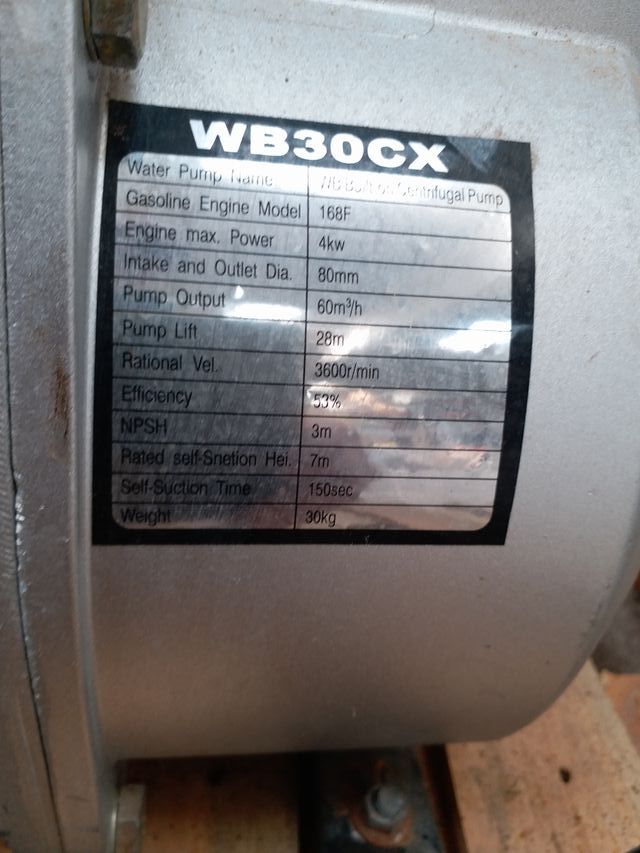 WB30CX
Water Pump Name Centrifugal Pump
Gasoline Engine Model 168F
Engine max. Power 4kw
Intake and Outlet Dia. 80mm
Pump Output 60m³/h
Pump Lift 28m
Rational Vel. 3600r/min
Efficiency 53%
NPSH 3m
Rated self-Snetion Hei. 7m
Self-Suction Time 150sec
Weight 30kg